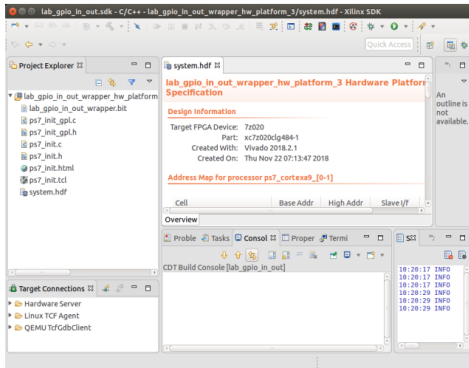 lab_gpio_in_out.sdk - C/C++ - lab_gpio_in_out_wrapper_hw_platform_3/system.hdf - Xilinx SDK
Quick Access
Project Explorer
lab_gpio_in_out_wrapper_hw_platform
lab_gpio_in_out_wrapper.bit
ps7_init_gpl.c
ps7_init_gpl.h
ps7_init.c
ps7_init.h
ps7_init.html
ps7_init.tcl
system.hdf
system.hdf
lab_gpio_in_out_wrapper_hw_platform_3 Hardware Platform
Specification
Design Information
Target FPGA Device: 7z020
Part: xc7z020clg484-1
Created With: Vivado 2018.2.1
Created On: Thu Nov 22 07:13:47 2018
Address Map for processor ps7_cortexa9_[0-1]
Cell Base Addr High Addr Slave I/f
Overview
An
outline is
not
available.
Target Connections
Hardware Server
Linux TCF Agent
QEMU TcfGdbClient
Proble Tasks Consol Proper Termi
CDT Build Console [lab_gpio_in_out]
10:20:17 INFO
10:20:17 INFO
10:20:17 INFO
10:20:29 INFO
10:20:29 INFO
10:20:29 INFO